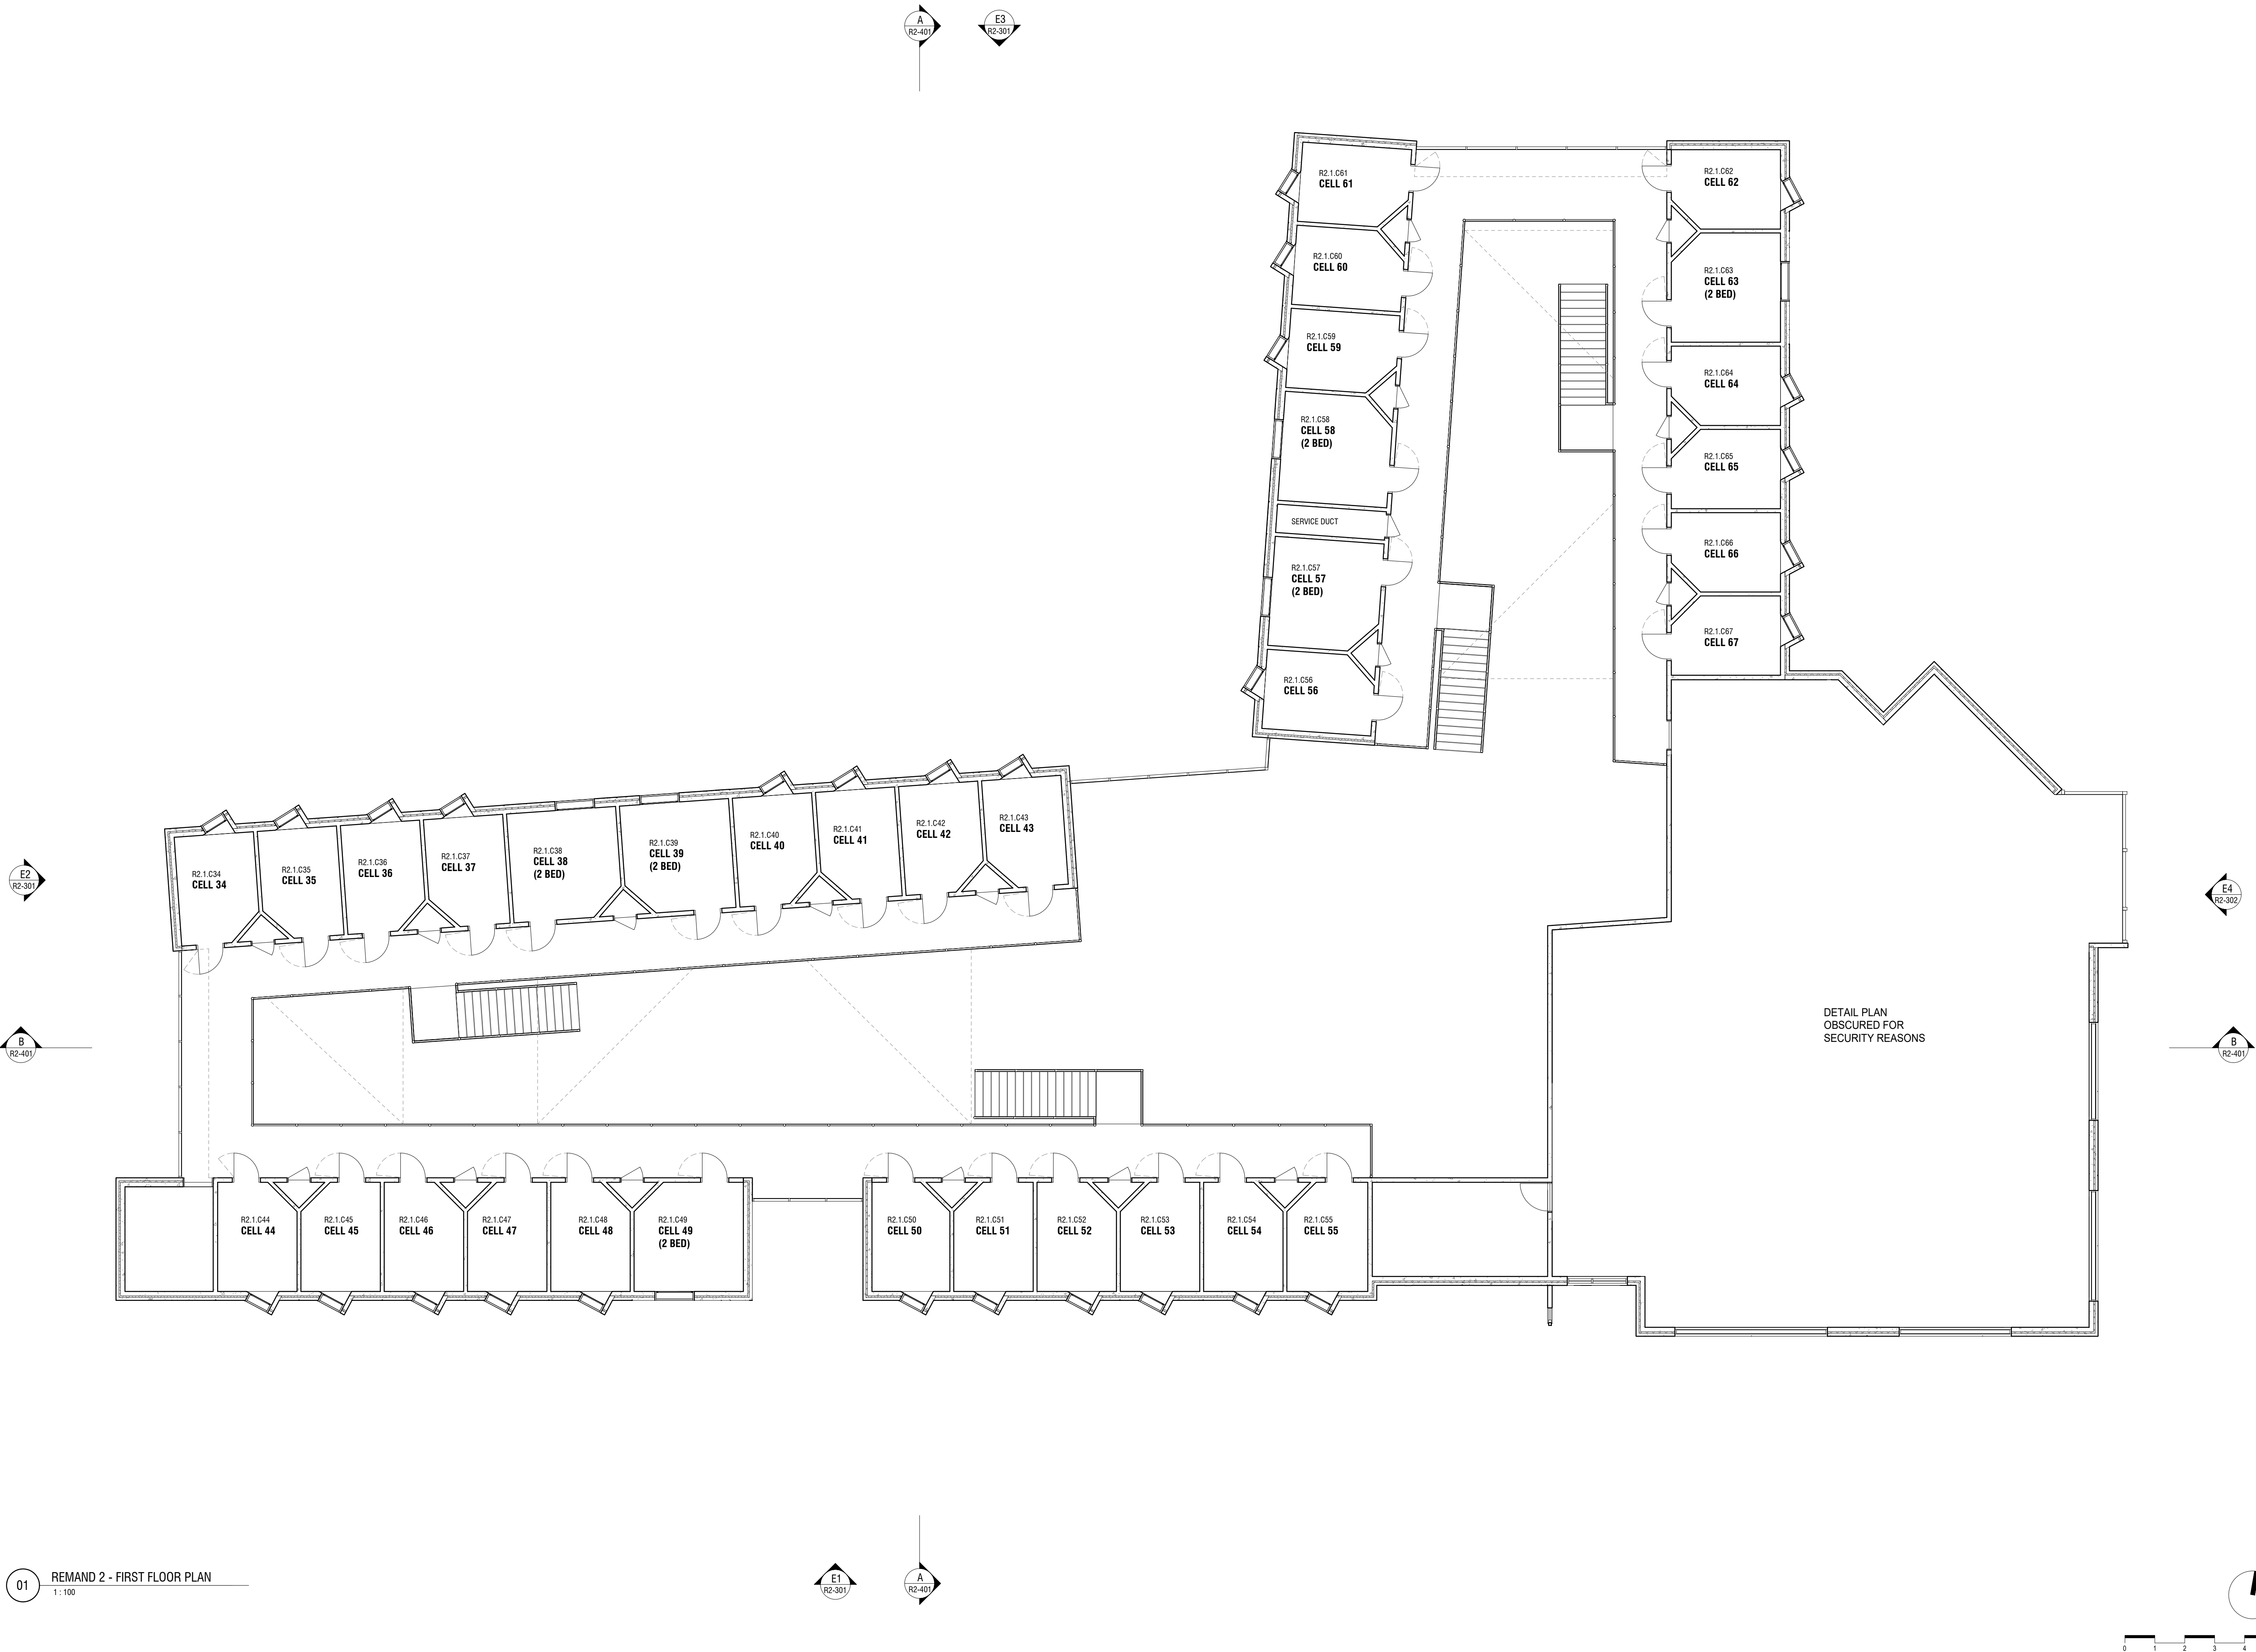 A
R2-401
E3
R2-301
R2.1.C61
CELL 61
R2.1.C62
CELL 62
R2.1.C60
CELL 60
R2.1.C63
CELL 63
(2 BED)
R2.1.C59
CELL 59
R2.1.C64
CELL 64
R2.1.C58
CELL 58
(2 BED)
R2.1.C65
CELL 65
SERVICE DUCT
R2.1.C66
CELL 66
R2.1.C57
CELL 57
(2 BED)
R2.1.C67
CELL 67
R2.1.C56
CELL 56
R2.1.C34
CELL 34
R2.1.C35
CELL 35
R2.1.C36
CELL 36
R2.1.C37
CELL 37
R2.1.C38
CELL 38
(2 BED)
R2.1.C39
CELL 39
(2 BED)
R2.1.C40
CELL 40
R2.1.C41
CELL 41
R2.1.C42
CELL 42
R2.1.C43
CELL 43
E2
R2-301
E4
R2-302
B
R2-401
DETAIL PLAN
OBSCURED FOR
SECURITY REASONS
B
R2-401
R2.1.C44
CELL 44
R2.1.C45
CELL 45
R2.1.C46
CELL 46
R2.1.C47
CELL 47
R2.1.C48
CELL 48
R2.1.C49
CELL 49
(2 BED)
R2.1.C50
CELL 50
R2.1.C51
CELL 51
R2.1.C52
CELL 52
R2.1.C53
CELL 53
R2.1.C54
CELL 54
R2.1.C55
CELL 55
01
REMAND 2 - FIRST FLOOR PLAN
1 : 100
E1
R2-301
A
R2-401
0 1 2 3 4